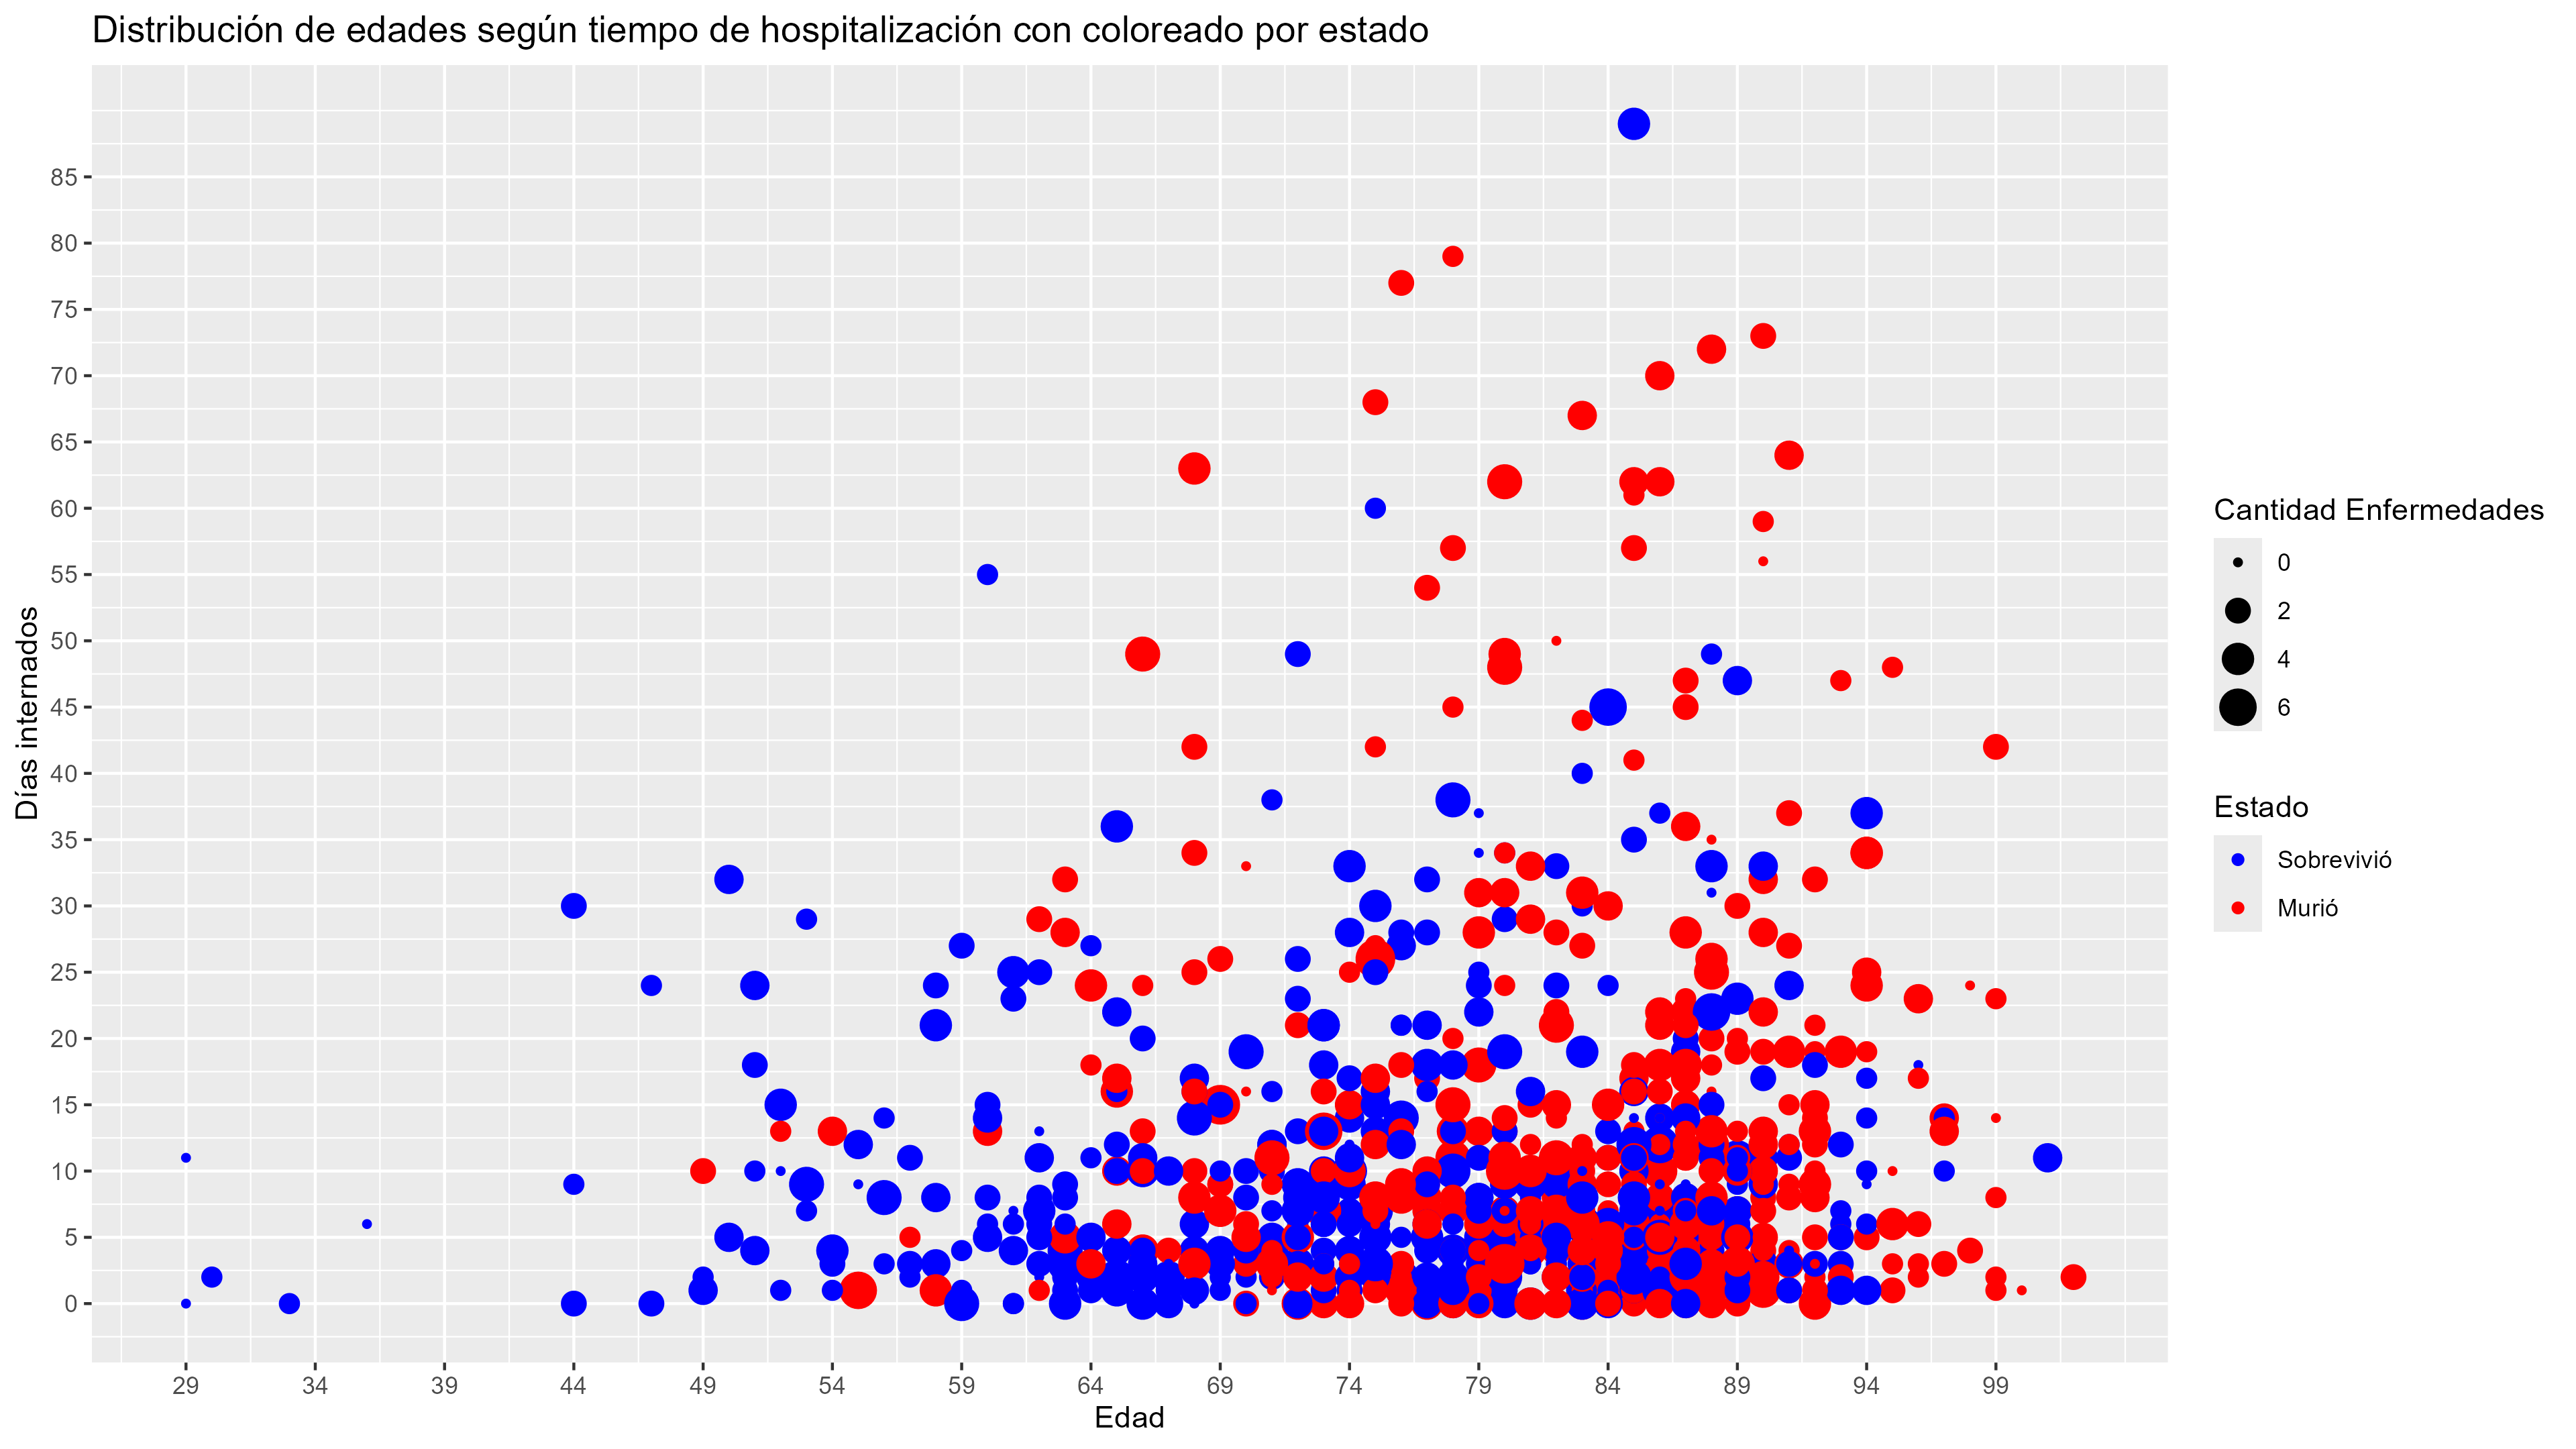 Distribución de edades según tiempo de hospitalización con coloreado por estado
Días internados
85
80
75
70
65
60
55
50
45
40
35
30
25
20
15
10
5
0
29 34 39 44 49 54 59 64 69 74 79 84 89 94 99
Edad
Cantidad Enfermedades
0
2
4
6
Estado
Sobrevivió
Murió